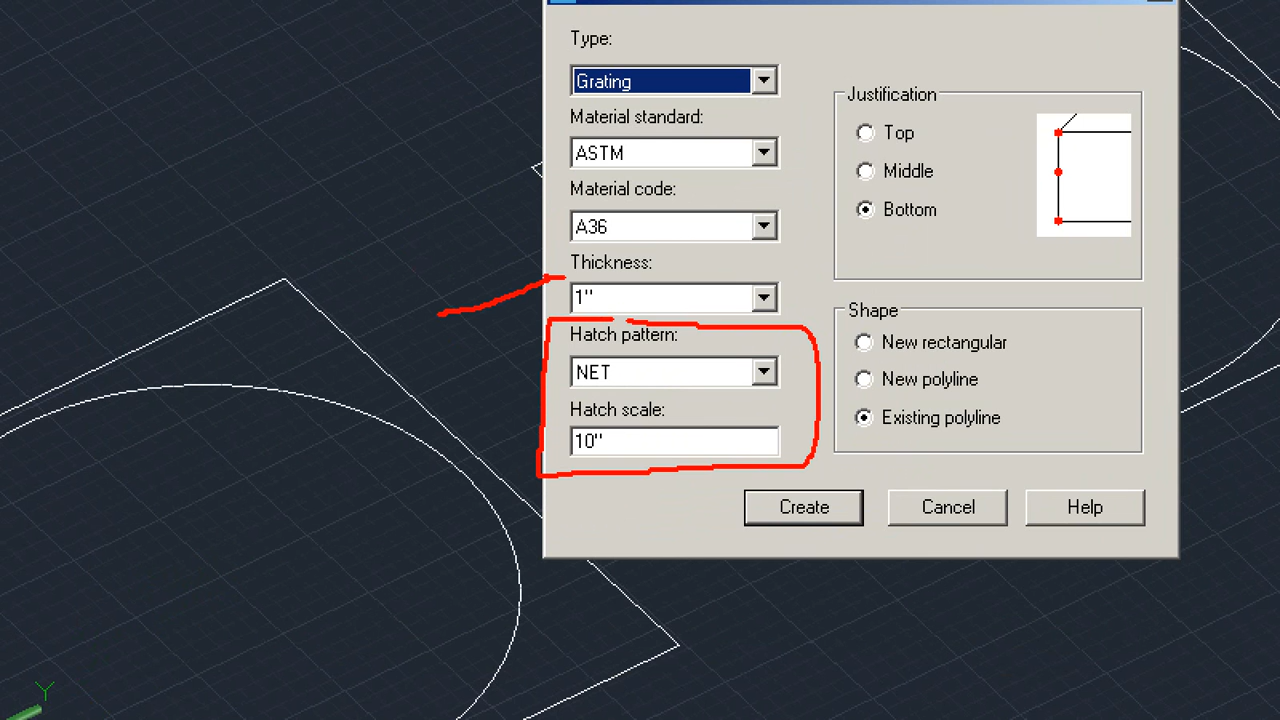 Type:
Grating
Material standard:
ASTM
Material code:
A36
Thickness:
1"
Hatch pattern:
NET
Hatch scale:
10"
Justification
Top
Middle
Bottom
Shape
New rectangular
New polyline
Existing polyline
Create
Cancel
Help
Y